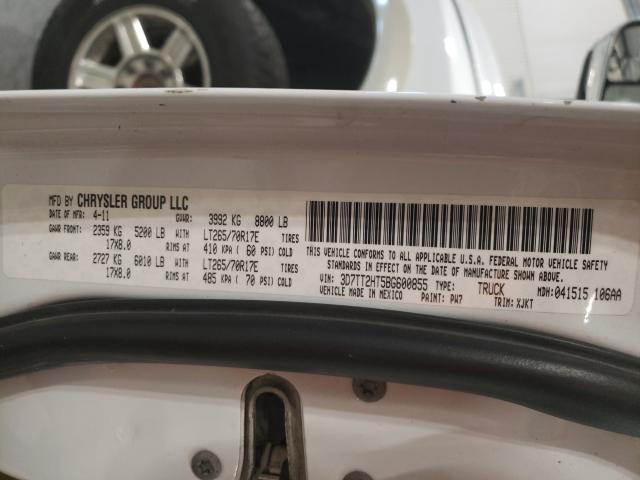 MFD BY CHRYSLER GROUP LLC
DATE OF MFR: 4-11 GVWR: 3992 KG 8800 LB
GAWR FRONT: 2359 KG 5200 LB WITH LT265/70R17E TIRES
17X8.0 RIMS AT 410 KPA ( 60 PSI) COLD
GAWR REAR: 2727 KG 6010 LB WITH LT265/70R17E TIRES
17X8.0 RIMS AT 485 KPA ( 70 PSI) COLD
THIS VEHICLE CONFORMS TO ALL APPLICABLE U.S.A. FEDERAL MOTOR VEHICLE SAFETY
STANDARDS IN EFFECT ON THE DATE OF MANUFACTURE SHOWN ABOVE.
VIN: 3D7TT2HT5BG600855 TYPE: TRUCK MDH: 041515 106AA
VEHICLE MADE IN MEXICO PAINT: PW7 TRIM: XJKT